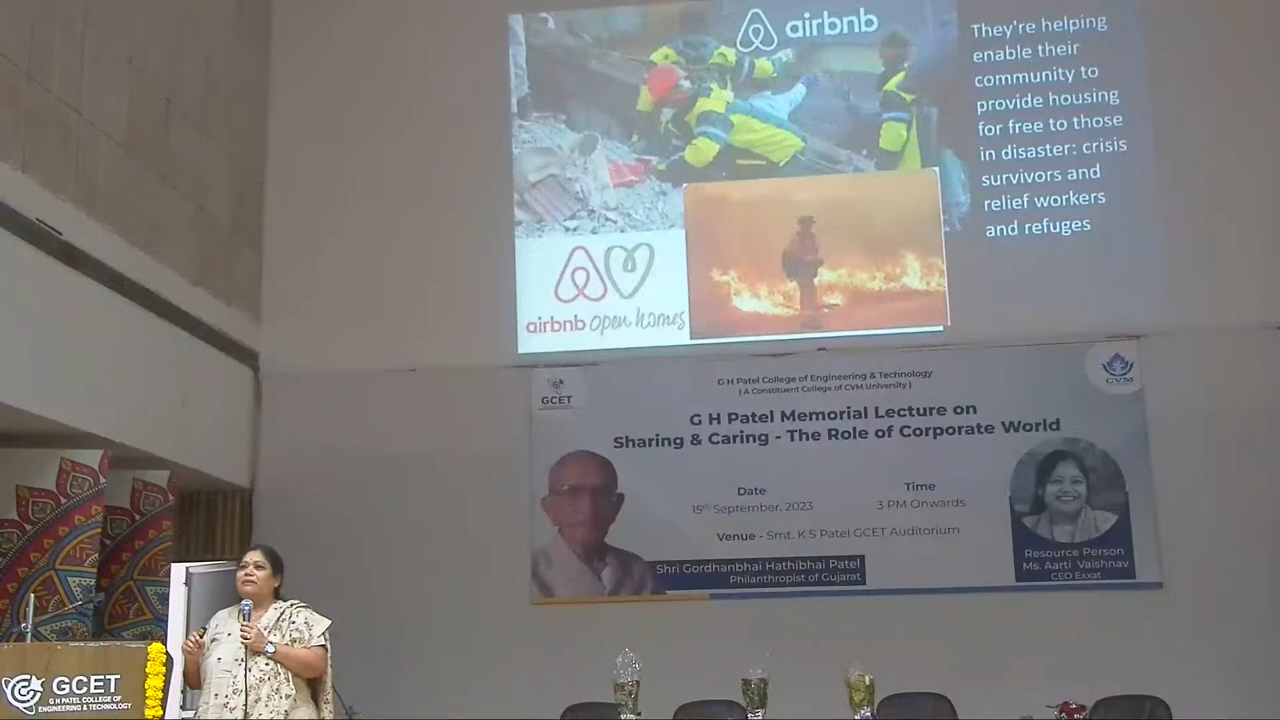 airbnb
They're helping
enable their
community to
provide housing
for free to those
in disaster: crisis
survivors and
relief workers
and refuges
airbnb open homes
GCET
CVM
G H Patel College of Engineering & Technology
( A Constituent College of CVM University )
G H Patel Memorial Lecture on
Sharing & Caring - The Role of Corporate World
Date
15th September, 2023
Time
3 PM Onwards
Venue - Smt. K S Patel GCET Auditorium
Shri Gordhanbhai Hathibhai Patel
Philanthropist of Gujarat
Resource Person
Ms. Aarti Vaishnav
CEO Exxat
GCET
G H PATEL COLLEGE OF
ENGINEERING & TECHNOLOGY